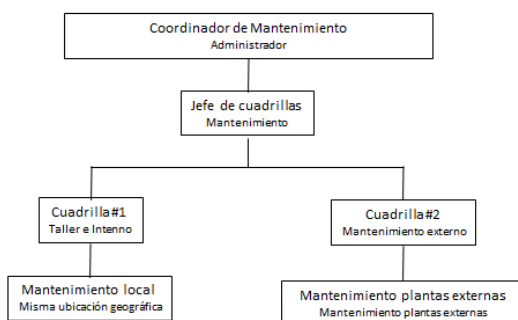 Coordinador de Mantenimiento
Administrador
Jefe de cuadrillas
Mantenimiento
Cuadrilla#1
Taller e Intenno
Cuadrilla#2
Mantenimiento externo
Mantenimiento local
Misma ubicación geográfica
Mantenimiento plantas externas
Mantenimiento plantas externas